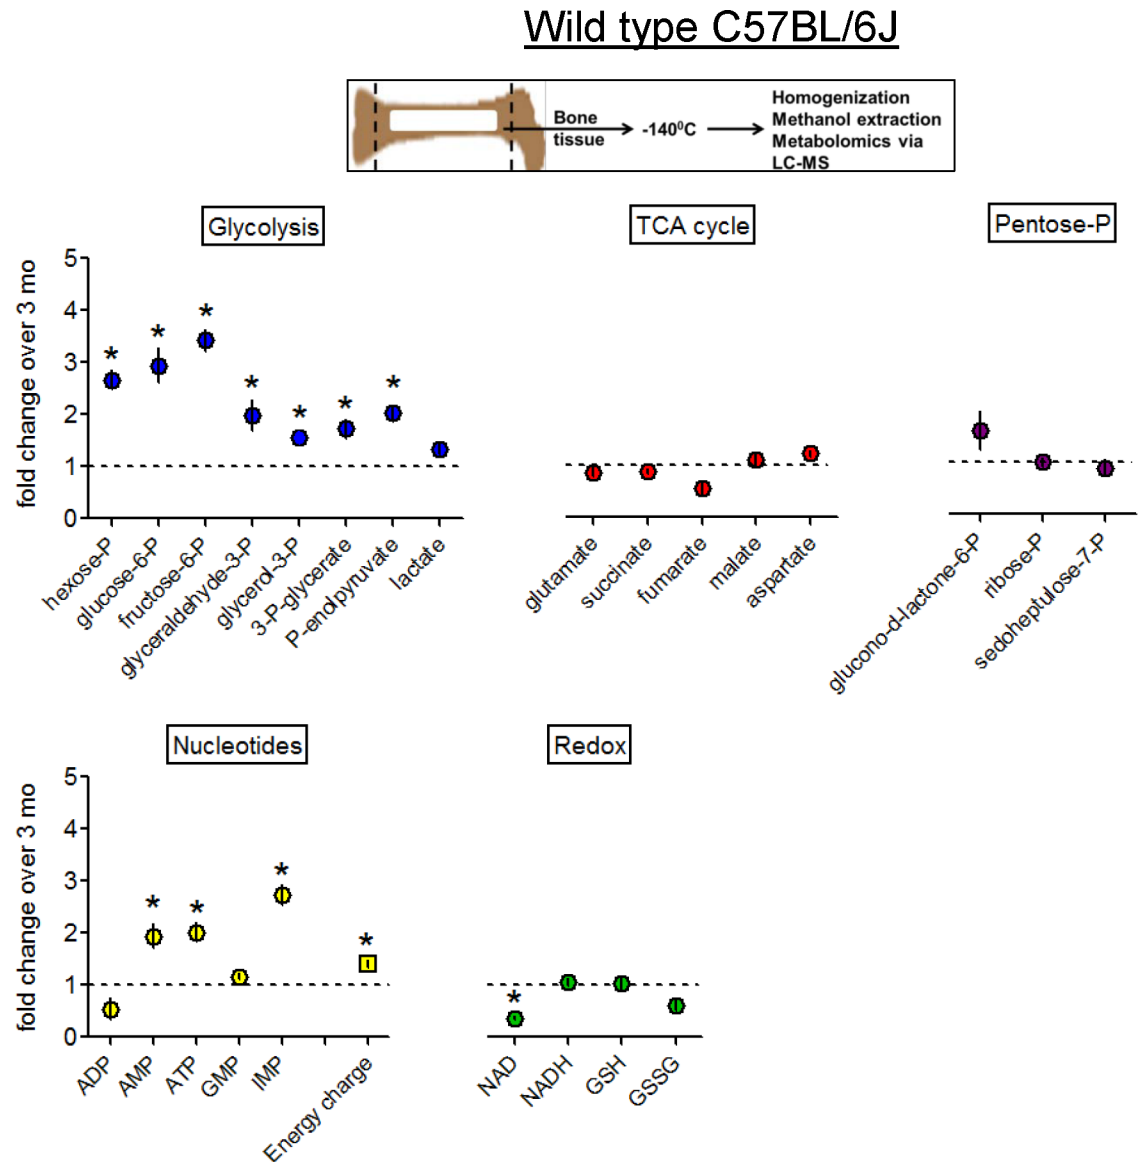 Wild type C57BL/6J
Bone
tissue
-140⁰C
Homogenization
Methanol extraction
Metabolomics via
LC-MS
Glycolysis
TCA cycle
Pentose-P
fold change over 3 mo
5
4
3
2
1
0
*
*
*
*
*
*
*
hexose-P
glucose-6-P
fructose-6-P
glyceraldehyde-3-P
glycerol-3-P
3-P-glycerate
P-enolpyruvate
lactate
glutamate
succinate
fumarate
malate
aspartate
glucono-d-lactone-6-P
ribose-P
sedoheptulose-7-P
Nucleotides
Redox
fold change over 3 mo
5
4
3
2
1
0
*
*
*
*
*
ADP
AMP
ATP
GMP
IMP
Energy charge
NAD
NADH
GSH
GSSG